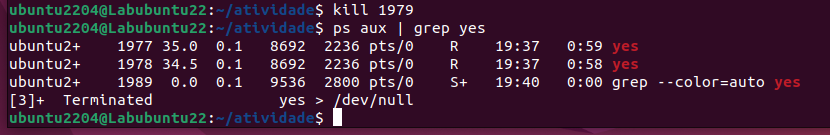 ubuntu2204@Labubuntu22:~/atividade$ kill 1979
ubuntu2204@Labubuntu22:~/atividade$ ps aux | grep yes
ubuntu2+    1977 35.0  0.1   8692  2236 pts/0    R    19:37   0:59 yes
ubuntu2+    1978 34.5  0.1   8692  2236 pts/0    R    19:37   0:58 yes
ubuntu2+    1989  0.0  0.1   9536  2800 pts/0    S+   19:40   0:00 grep --color=auto yes
[3]+  Terminated              yes > /dev/null
ubuntu2204@Labubuntu22:~/atividade$